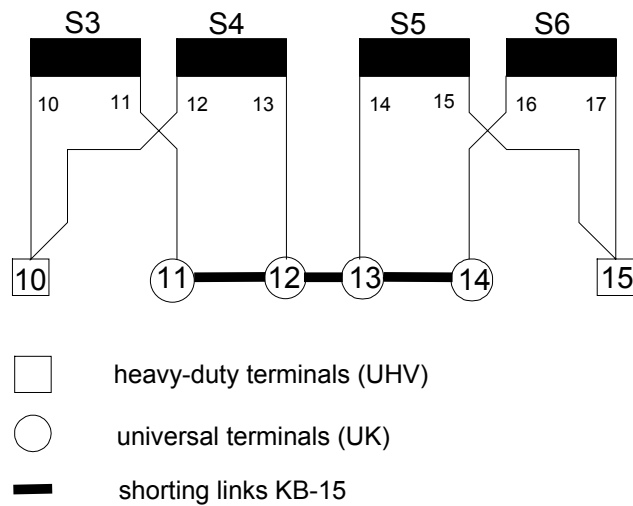 S3 S4 S5 S6
10 11 12 13 14 15 16 17
10 11 12 13 14 15
heavy-duty terminals (UHV)
universal terminals (UK)
shorting links KB-15